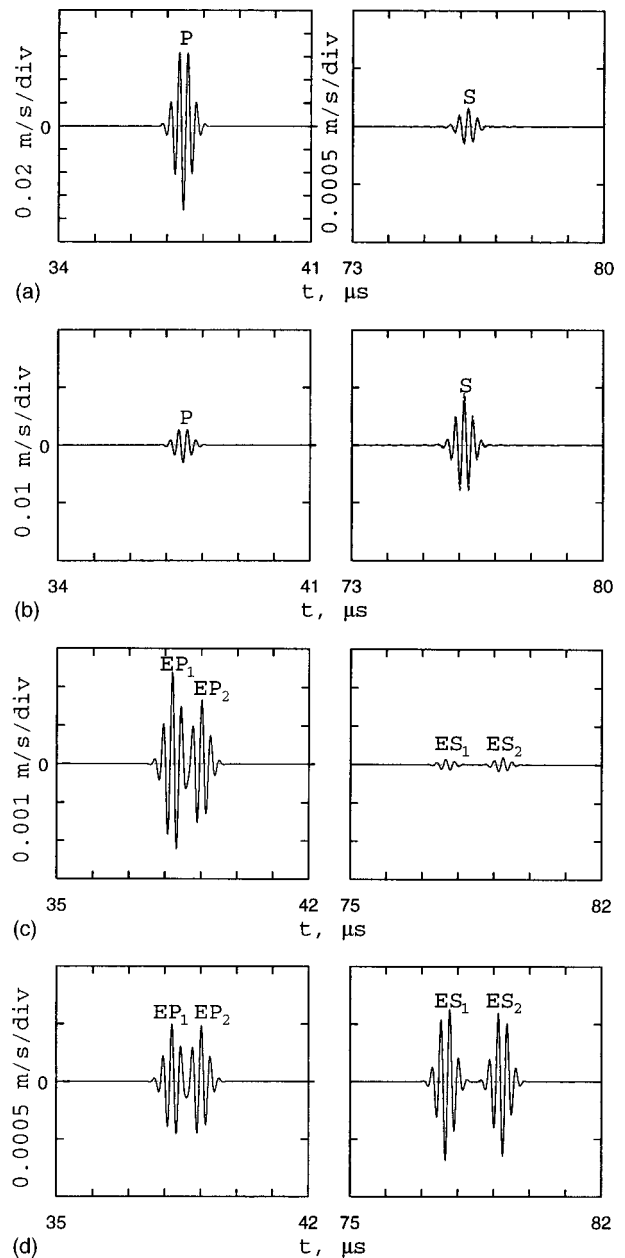 P
S
0.02 m/s/div
0
0.0005 m/s/div
34
41
73
80
(a)
t, μs
P
S
0.01 m/s/div
0
34
41
73
80
(b)
t, μs
EP1
EP2
ES1
ES2
0.001 m/s/div
0
35
42
75
82
(c)
t, μs
EP1
EP2
ES1
ES2
0.0005 m/s/div
0
35
42
75
82
(d)
t, μs